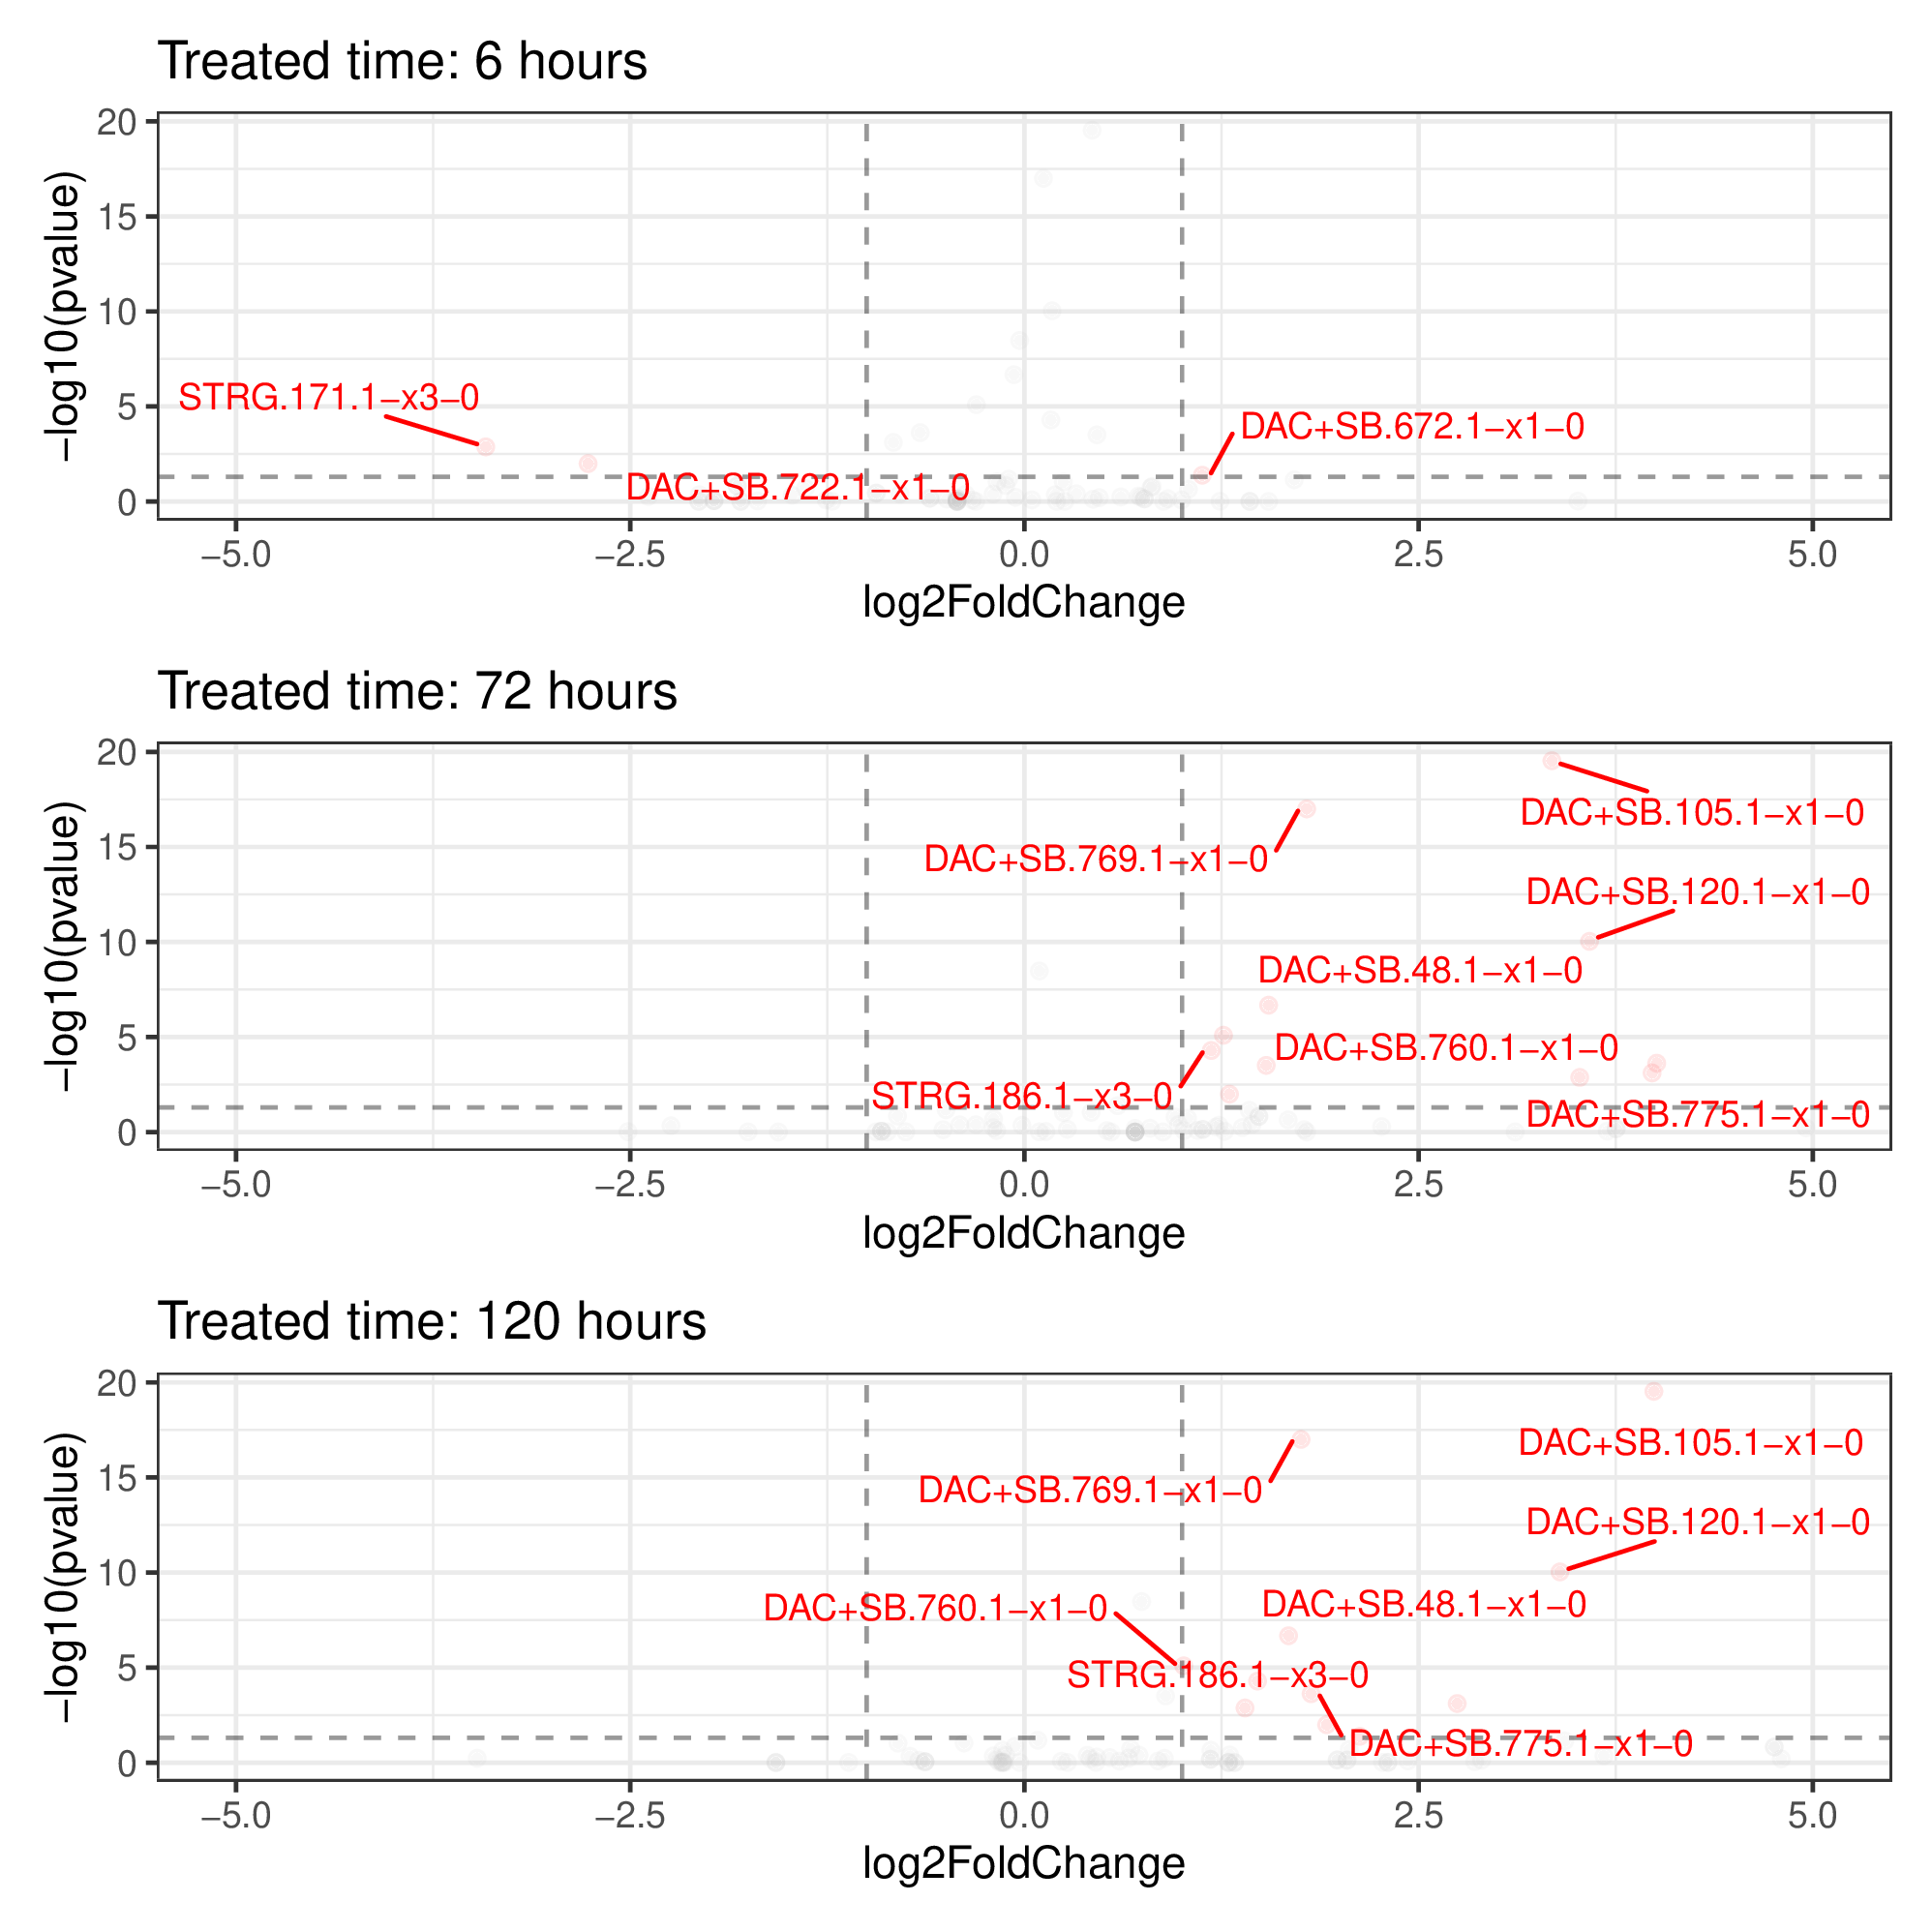 Treated time: 6 hours
−log10(pvalue)
20
15
10
5
0
STRG.171.1−x3−0
DAC+SB.672.1−x1−0
DAC+SB.722.1−x1−0
−5.0 −2.5 0.0 2.5 5.0
log2FoldChange
Treated time: 72 hours
−log10(pvalue)
20
15
10
5
0
DAC+SB.105.1−x1−0
DAC+SB.769.1−x1−0
DAC+SB.120.1−x1−0
DAC+SB.48.1−x1−0
DAC+SB.760.1−x1−0
STRG.186.1−x3−0
DAC+SB.775.1−x1−0
−5.0 −2.5 0.0 2.5 5.0
log2FoldChange
Treated time: 120 hours
−log10(pvalue)
20
15
10
5
0
DAC+SB.105.1−x1−0
DAC+SB.769.1−x1−0
DAC+SB.120.1−x1−0
DAC+SB.760.1−x1−0
DAC+SB.48.1−x1−0
STRG.186.1−x3−0
DAC+SB.775.1−x1−0
−5.0 −2.5 0.0 2.5 5.0
log2FoldChange